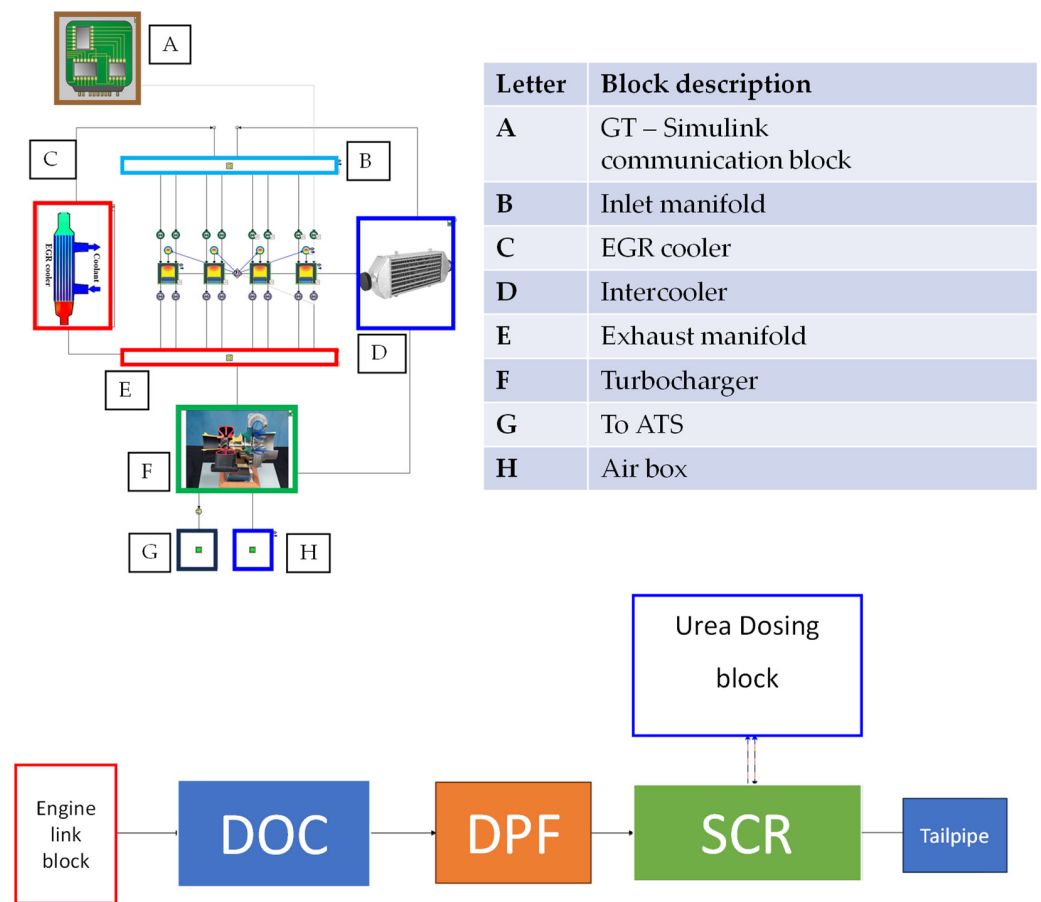 A
C
B
EGR cooler
Coolant
D
E
F
G
H
Letter Block description
A GT – Simulink
communication block
B Inlet manifold
C EGR cooler
D Intercooler
E Exhaust manifold
F Turbocharger
G To ATS
H Air box
Urea Dosing
block
Engine
link
block
DOC
DPF
SCR
Tailpipe